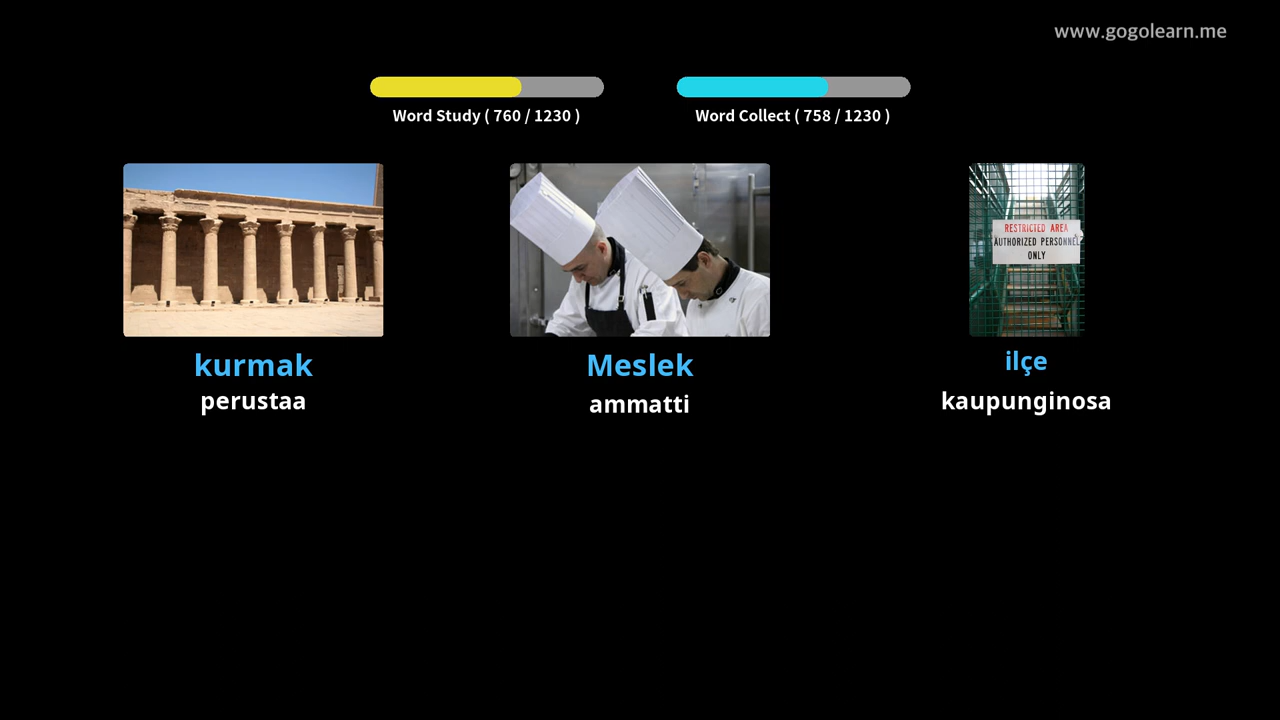 www.gogolearn.me
Word Study ( 760 / 1230 )
Word Collect ( 758 / 1230 )
RESTRICTED AREA
AUTHORIZED PERSONNEL
ONLY
kurmak
Meslek
ilçe
perustaa
ammatti
kaupunginosa